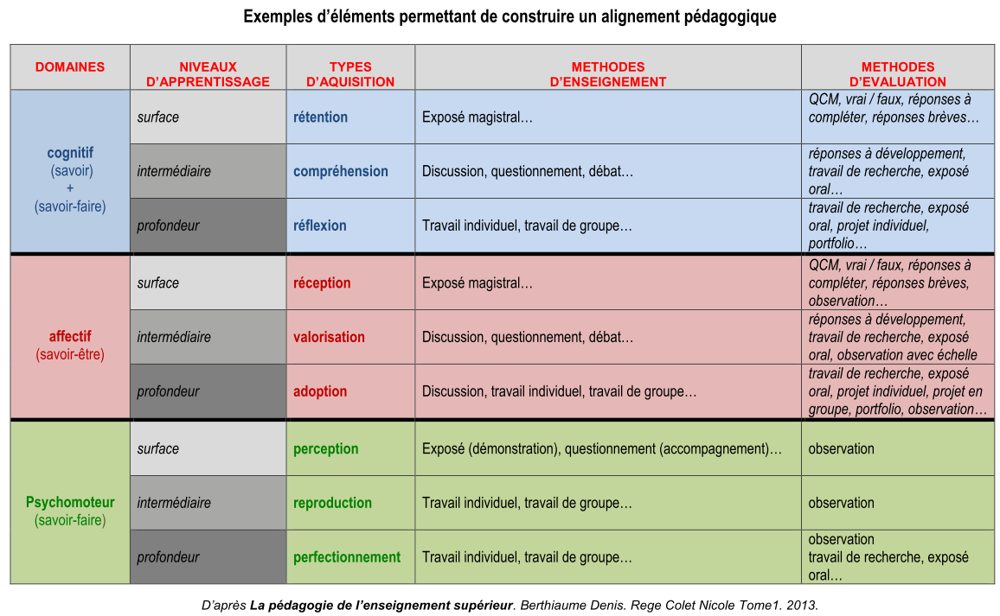 Exemples d’éléments permettant de construire un alignement pédagogique
DOMAINES
NIVEAUX
D’APPRENTISSAGE
TYPES
D’AQUISITION
METHODES
D’ENSEIGNEMENT
METHODES
D’EVALUATION
cognitif
(savoir)
+
(savoir-faire)
surface
rétention
Exposé magistral…
QCM, vrai / faux, réponses à
compléter, réponses brèves…
intermédiaire
compréhension
Discussion, questionnement, débat…
réponses à développement,
travail de recherche, exposé
oral…
profondeur
réflexion
Travail individuel, travail de groupe…
travail de recherche, exposé
oral, projet individuel,
portfolio…
affectif
(savoir-être)
surface
réception
Exposé magistral…
QCM, vrai / faux, réponses à
compléter, réponses brèves,
observation…
intermédiaire
valorisation
Discussion, questionnement, débat…
réponses à développement,
travail de recherche, exposé
oral, observation avec échelle
profondeur
adoption
Discussion, travail individuel, travail de groupe…
travail de recherche, exposé
oral, projet individuel, projet en
groupe, portfolio, observation…
Psychomoteur
(savoir-faire)
surface
perception
Exposé (démonstration), questionnement (accompagnement)…
observation
intermédiaire
reproduction
Travail individuel, travail de groupe…
observation
profondeur
perfectionnement
Travail individuel, travail de groupe…
observation
travail de recherche, exposé
oral…
D’après La pédagogie de l’enseignement supérieur. Berthiaume Denis. Rege Colet Nicole Tome1. 2013.